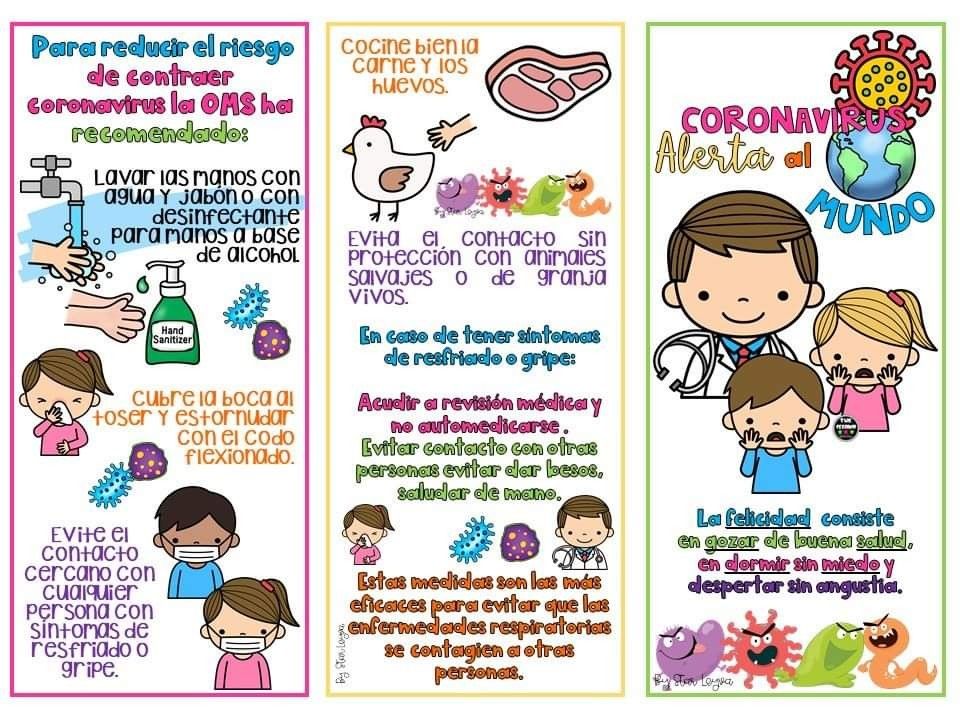 Para reducir el riesgo
de contraer
coronavirus la OMS ha
recomendado:
Lavar las manos con
agua y jabón o con
desinfectante
para manos a base
de alcohol
Hand
Sanitizer
Cubre la boca al
toser y estornudar
con el codo
flexionado.
Evite el
contacto
cercano con
cualquier
persona con
síntomas de
resfriado o
gripe.
Cocine bien la
carne y los
huevos.
By Star Leysa
Evita el contacto sin
protección con animales
salvajes o de granja
vivos.
En caso de tener síntomas
de resfriado o gripe:
Acudir a revisión médica y
no automedicarse.
Evitar contacto con otras
personas evitar dar besos,
saludar de mano.
Estas medidas son las más
eficaces para evitar que las
enfermedades respiratorias
se contagien a otras
personas.
By Star Leysa
CORONAVIRUS
Alerta al
MUNDO
La felicidad consiste
en gozar de buena salud,
en dormir sin miedo y
despertar sin angustia.
By Star Leysa